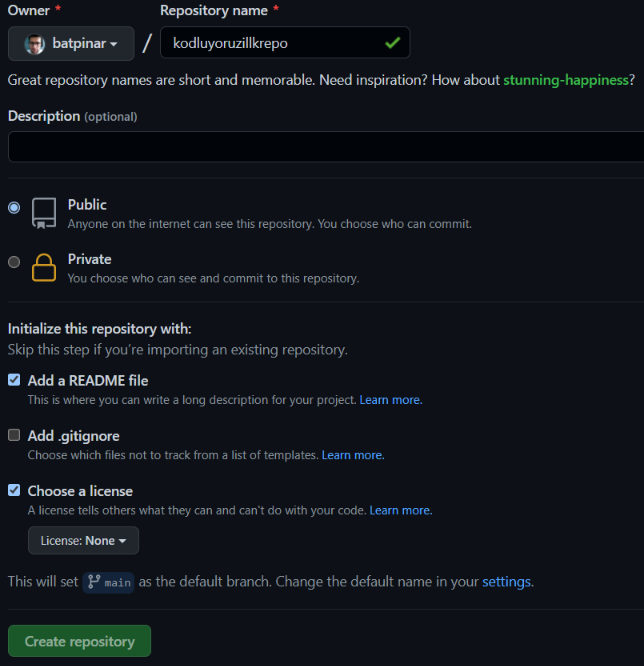 Owner * Repository name *
batpinar / kodluyoruzillkrepo
Great repository names are short and memorable. Need inspiration? How about stunning-happiness?
Description (optional)
Public
Anyone on the internet can see this repository. You choose who can commit.
Private
You choose who can see and commit to this repository.
Initialize this repository with:
Skip this step if you're importing an existing repository.
Add a README file
This is where you can write a long description for your project. Learn more.
Add .gitignore
Choose which files not to track from a list of templates. Learn more.
Choose a license
A license tells others what they can and can't do with your code. Learn more.
License: None
This will set main as the default branch. Change the default name in your settings.
Create repository